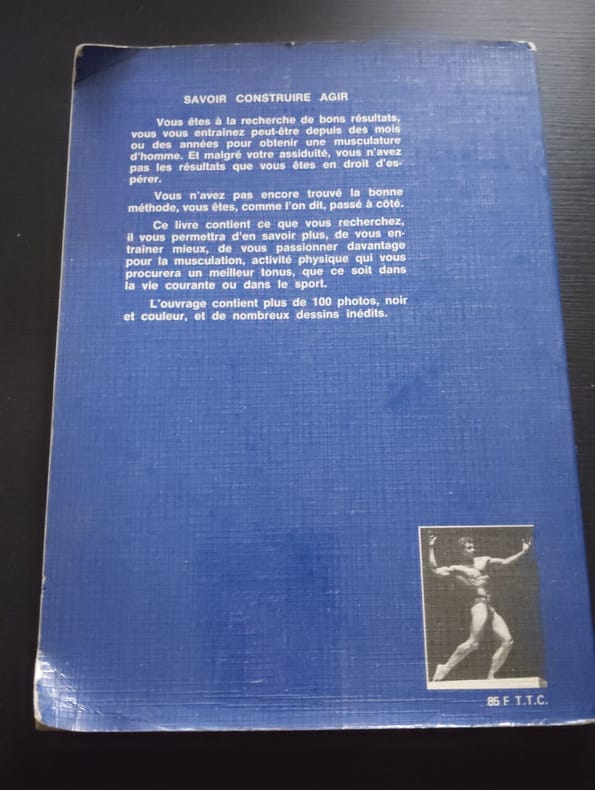 SAVOIR CONSTRUIRE AGIR
Vous êtes à la recherche de bons résultats,
vous vous entrainez peut-être depuis des mois
ou des années pour obtenir une musculature
d'homme. Et malgré votre assiduité, vous n'avez
pas les résultats que vous êtes en droit d'es-
pérer.
Vous n'avez pas encore trouvé la bonne
méthode, vous êtes, comme l'on dit, passé à côté.
Ce livre contient ce que vous recherchez,
il vous permettra d'en savoir plus, de vous en-
trainer mieux, de vous passionner davantage
pour la musculation, activité physique qui vous
procurera un meilleur tonus, que ce soit dans
la vie courante ou dans le sport.
L'ouvrage contient plus de 100 photos, noir
et couleur, et de nombreux dessins inédits.
85 F T.T.C.